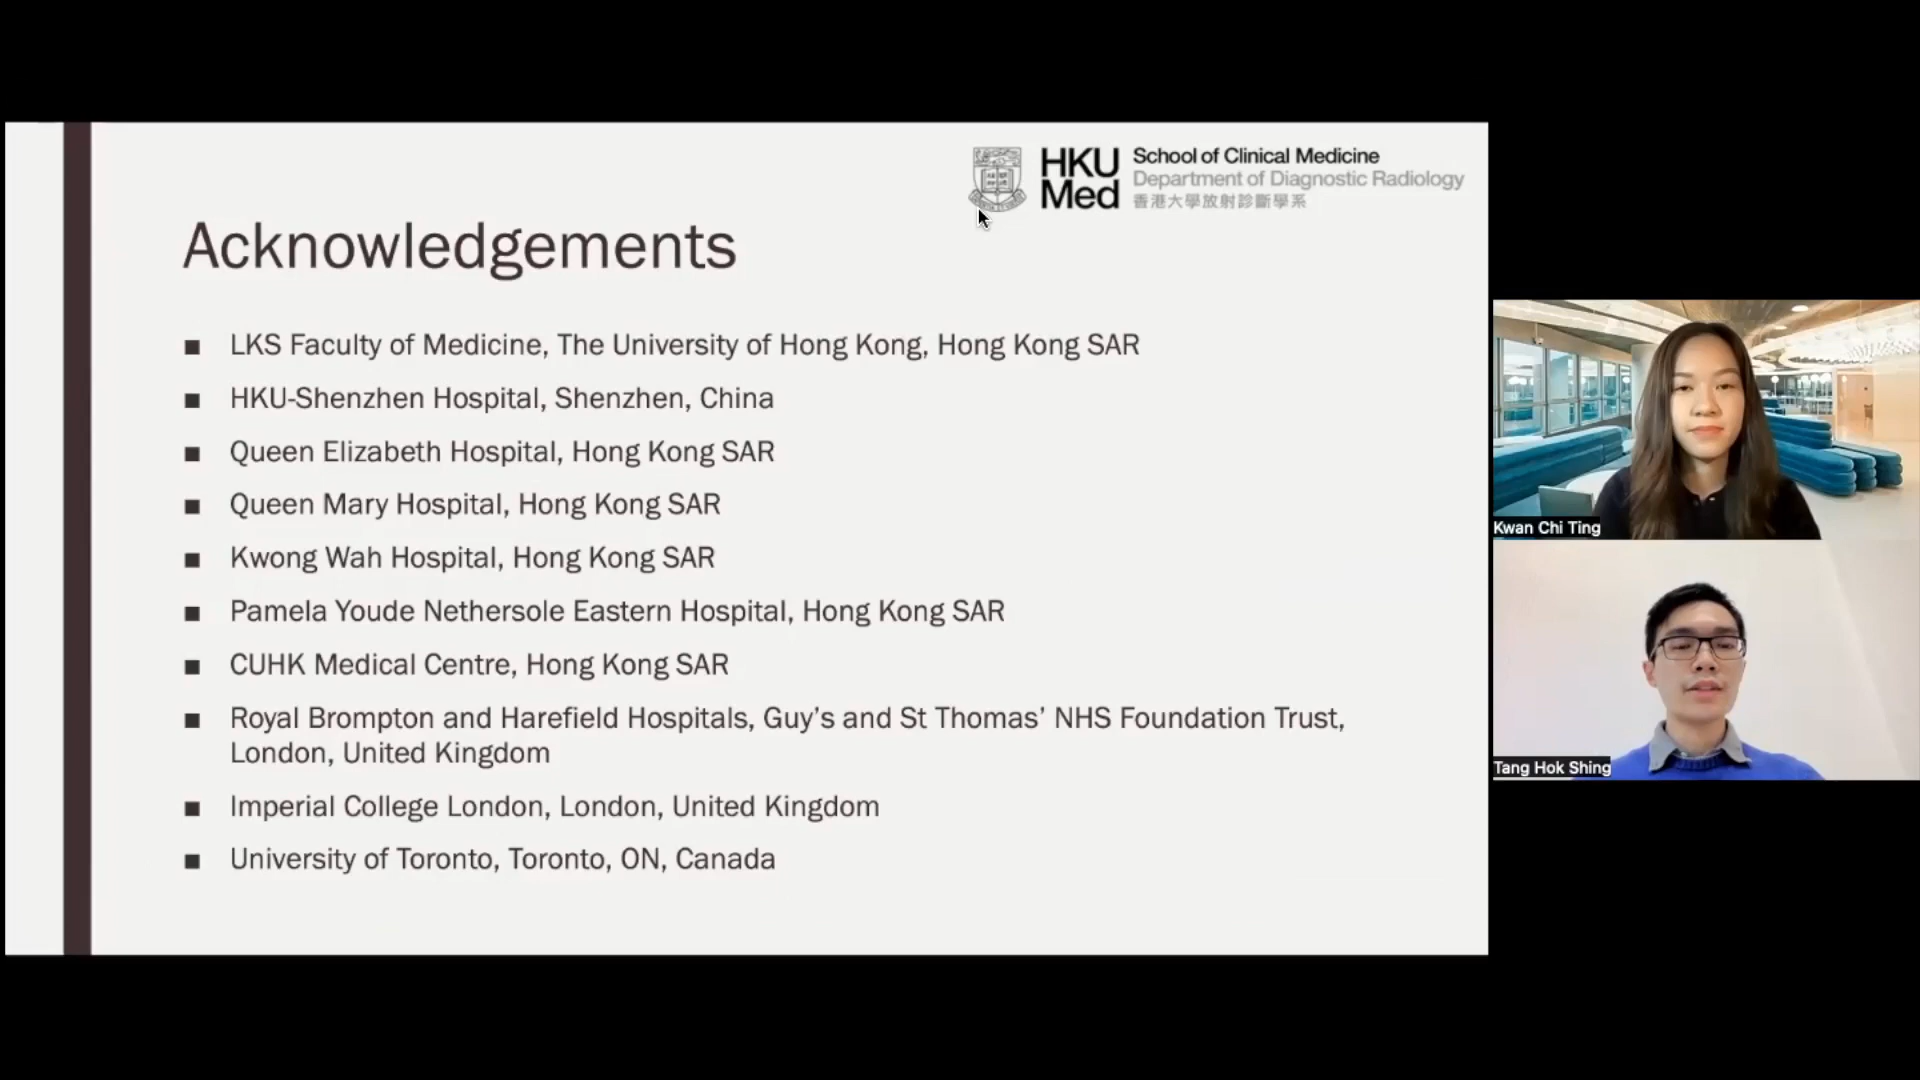 HKU
Med
School of Clinical Medicine
Department of Diagnostic Radiology
香港大學放射診斷學系
Acknowledgements
LKS Faculty of Medicine, The University of Hong Kong, Hong Kong SAR
HKU-Shenzhen Hospital, Shenzhen, China
Queen Elizabeth Hospital, Hong Kong SAR
Queen Mary Hospital, Hong Kong SAR
Kwong Wah Hospital, Hong Kong SAR
Pamela Youde Nethersole Eastern Hospital, Hong Kong SAR
CUHK Medical Centre, Hong Kong SAR
Royal Brompton and Harefield Hospitals, Guy’s and St Thomas’ NHS Foundation Trust,
London, United Kingdom
Imperial College London, London, United Kingdom
University of Toronto, Toronto, ON, Canada
Kwan Chi Ting
Tang Hok Shing